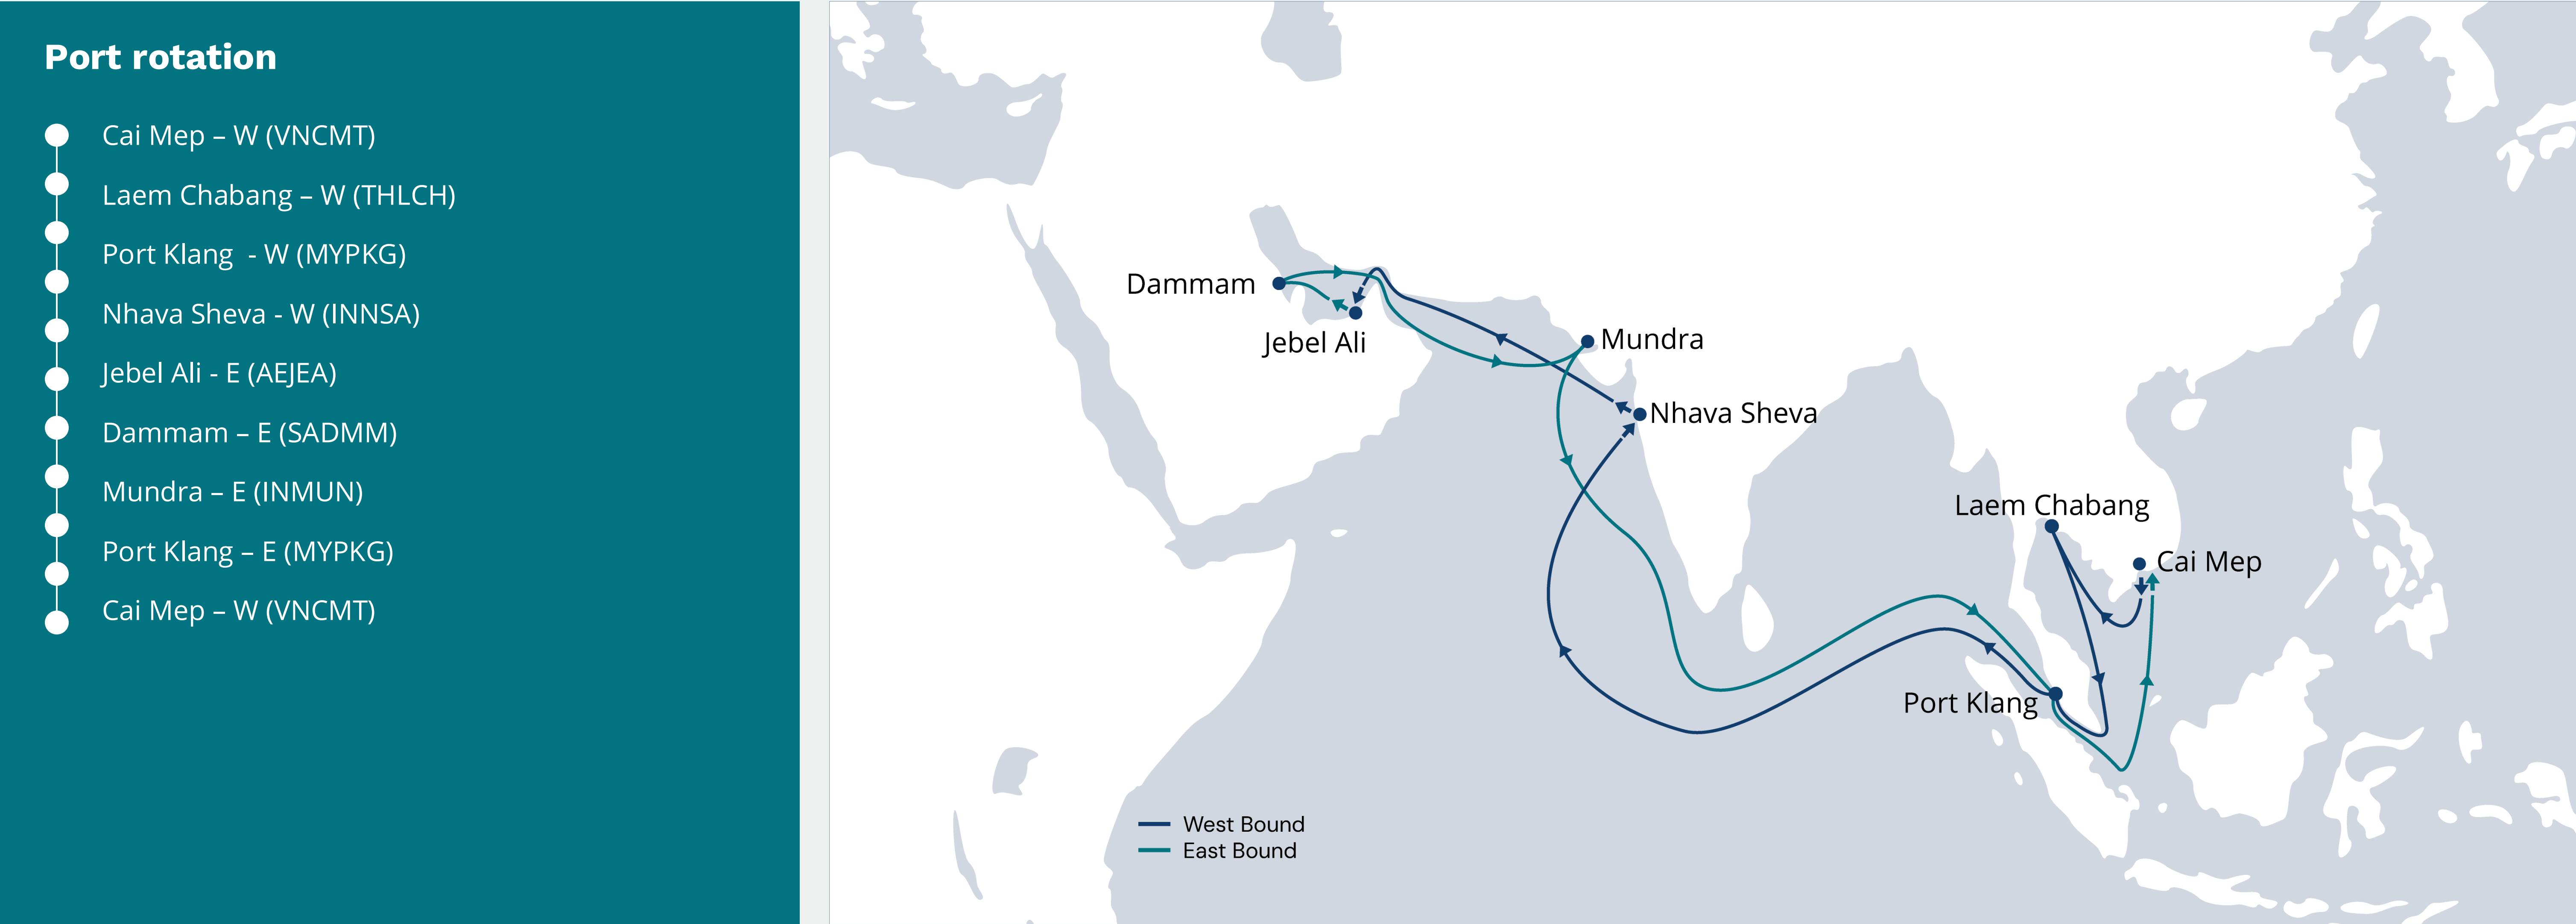 Port rotation
Cai Mep – W (VNCMT)
Laem Chabang – W (THLCH)
Port Klang  - W (MYPKG)
Nhava Sheva - W (INNSA)
Jebel Ali - E (AEJEA)
Dammam – E (SADMM)
Mundra – E (INMUN)
Port Klang – E (MYPKG)
Cai Mep – W (VNCMT)
Dammam
Jebel Ali
Mundra
Nhava Sheva
Laem Chabang
Cai Mep
Port Klang
West Bound
East Bound